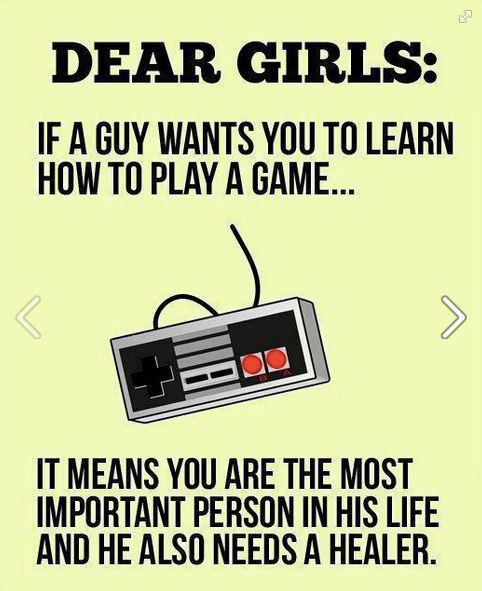 DEAR GIRLS:
IF A GUY WANTS YOU TO LEARN
HOW TO PLAY A GAME...
B A
IT MEANS YOU ARE THE MOST
IMPORTANT PERSON IN HIS LIFE
AND HE ALSO NEEDS A HEALER.